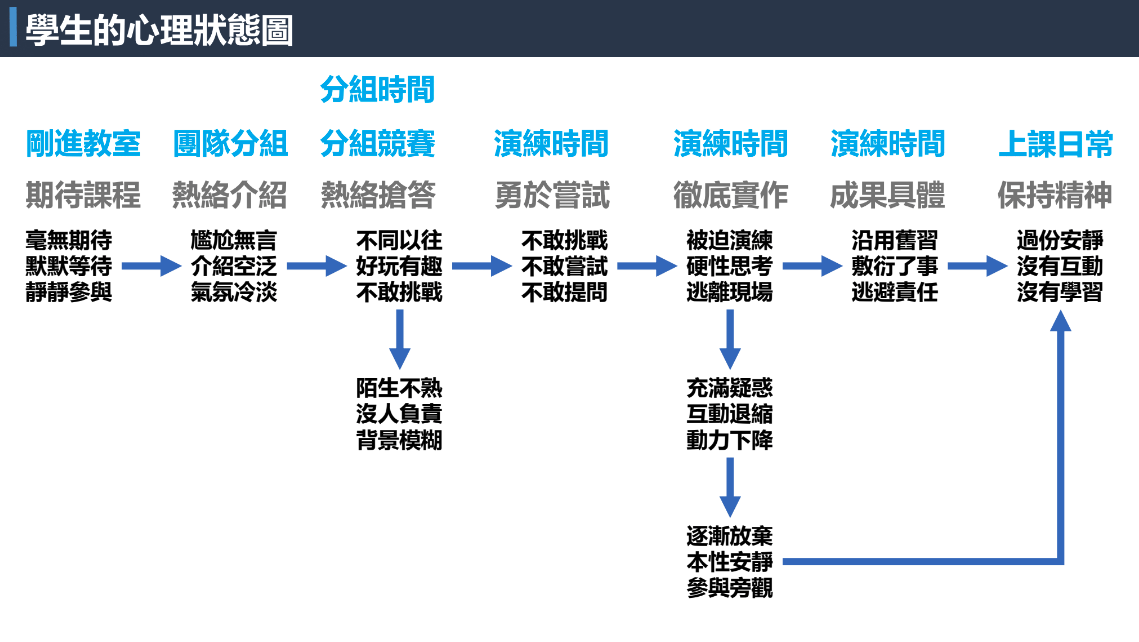 學生的心理狀態圖
分組時間
剛進教室
團隊分組
分組競賽
演練時間
演練時間
演練時間
上課日常
期待課程
熱絡介紹
熱絡搶答
勇於嘗試
徹底實作
成果具體
保持精神
毫無期待
默默等待
靜靜參與
尷尬無言
介紹空泛
氣氛冷淡
不同以往
好玩有趣
不敢挑戰
不敢挑戰
不敢嘗試
不敢提問
被迫演練
硬性思考
逃離現場
沿用舊習
敷衍了事
逃避責任
過份安靜
沒有互動
沒有學習
陌生不熟
沒人負責
背景模糊
充滿疑惑
互動退縮
動力下降
逐漸放棄
本性安靜
參與旁觀